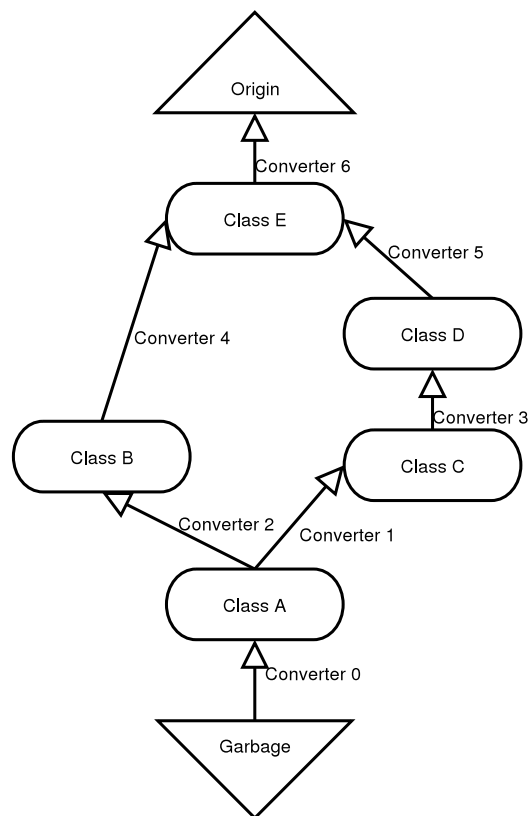 Origin
Converter 6
Class E
Converter 5
Class D
Converter 4
Converter 3
Class B
Class C
Converter 2
Converter 1
Class A
Converter 0
Garbage